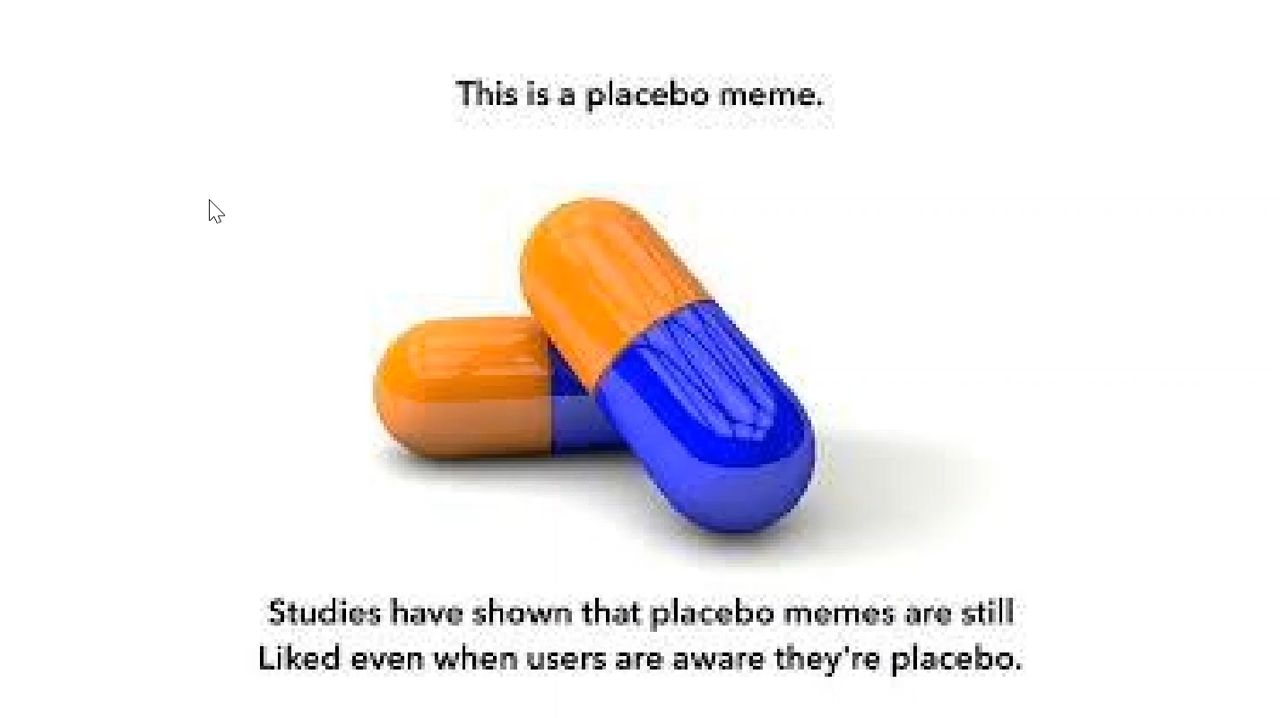 This is a placebo meme.
Studies have shown that placebo memes are still
Liked even when users are aware they're placebo.